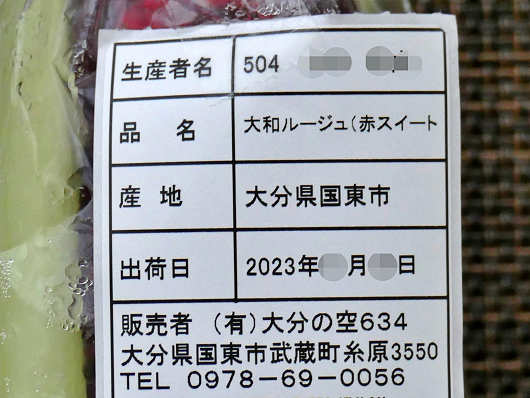 生産者名 504
品名 大和ルージュ(赤スイート
産地 大分県国東市
出荷日 2023年 月 日
販売者 (有)大分の空634
大分県国東市武蔵町糸原3550
TEL 0978-69-0056